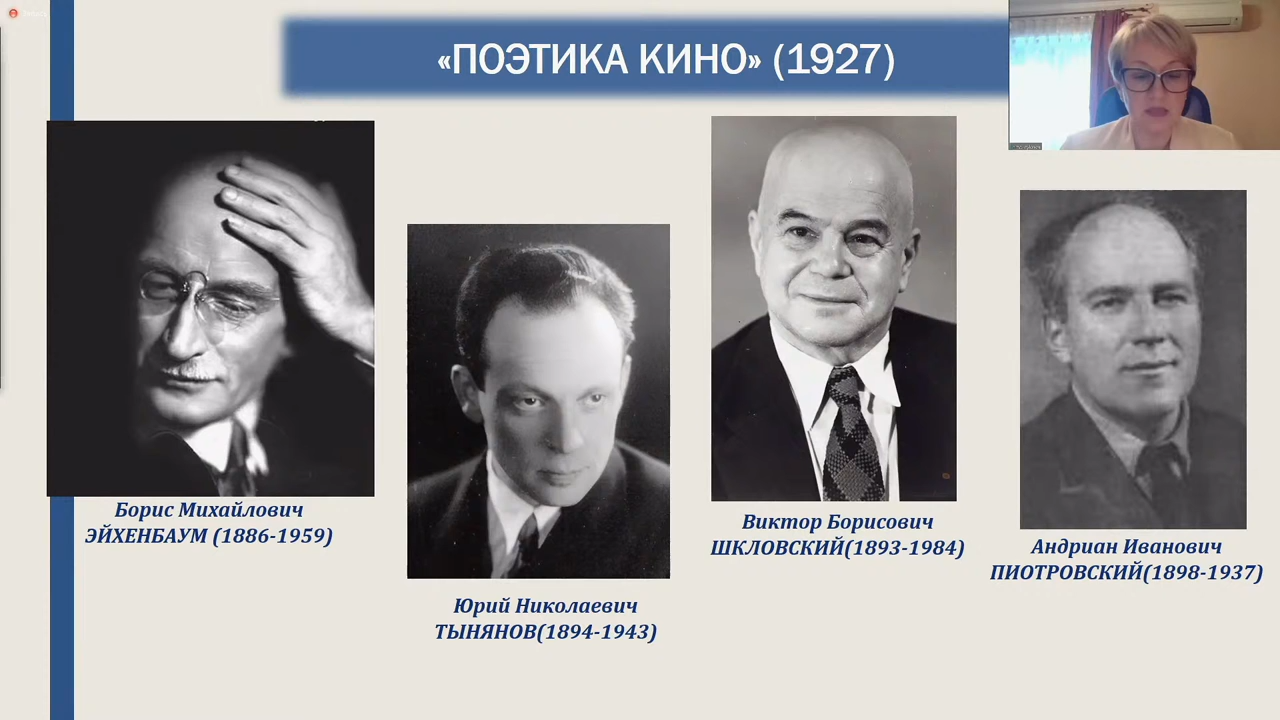 «ПОЭТИКА КИНО» (1927)
Борис Михайлович
ЭЙХЕНБАУМ (1886-1959)
Юрий Николаевич
ТЫНЯНОВ(1894-1943)
Виктор Борисович
ШКЛОВСКИЙ(1893-1984)
Андриан Иванович
ПИОТРОВСКИЙ(1898-1937)